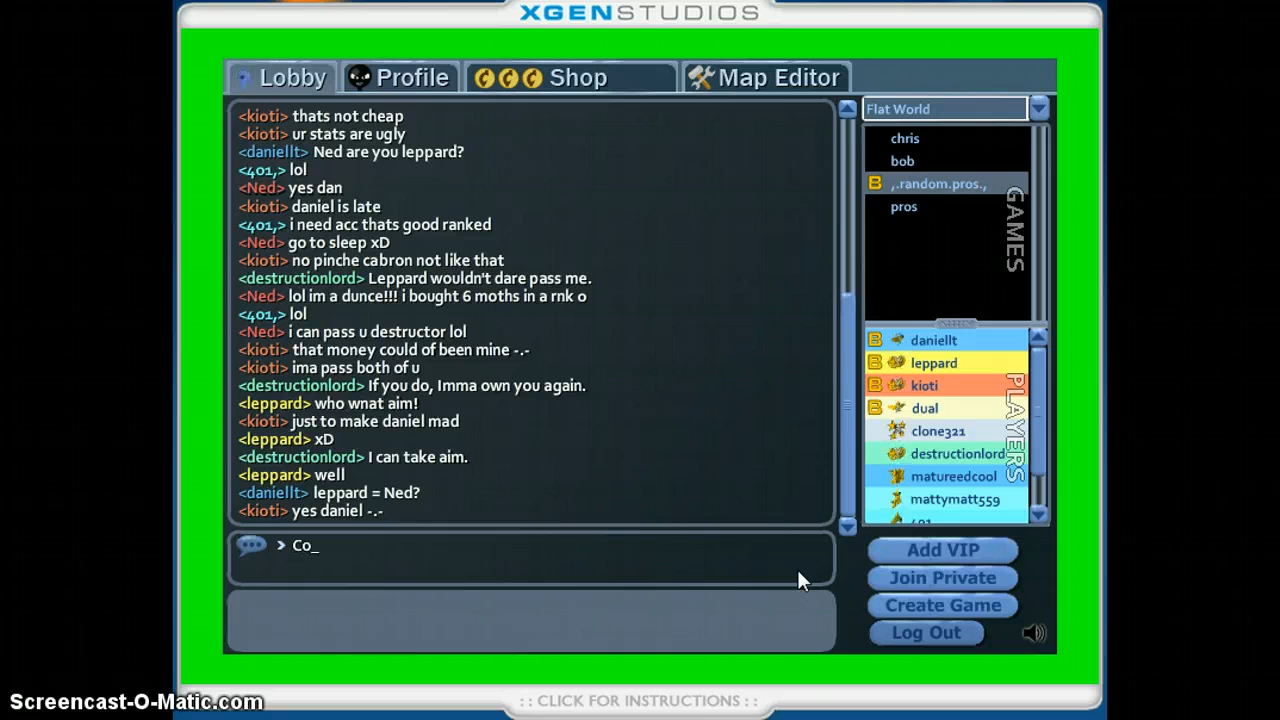 XGENSTUDIOS
Lobby
Profile
Shop
Map Editor
<kioti> thats not cheap
<kioti> ur stats are ugly
<daniellt> Ned are you leppard?
<401,> lol
<Ned> yes dan
<kioti> daniel is late
<401,> i need acc thats good ranked
<Ned> go to sleep xD
<kioti> no pinche cabron not like that
<destructionlord> Leppard wouldn't dare pass me.
<Ned> lol im a dunce!!! i bought 6 moths in a rnk o
<401,> lol
<Ned> i can pass u destructor lol
<kioti> that money could of been mine -.-
<kioti> ima pass both of u
<destructionlord> If you do, Imma own you again.
<leppard> who wnat aim!
<kioti> just to make daniel mad
<leppard> xD
<destructionlord> I can take aim.
<leppard> well
<daniellt> leppard = Ned?
<kioti> yes daniel -.-
> Co_
Flat World
chris
bob
B ,.random.pros.,
pros
GAMES
B daniellt
B leppard
B kioti
B dual
clone321
destructionlord
matureedcool
mattymatt559
401
PLAYERS
Add VIP
Join Private
Create Game
Log Out
:: CLICK FOR INSTRUCTIONS ::
Screencast-O-Matic.com